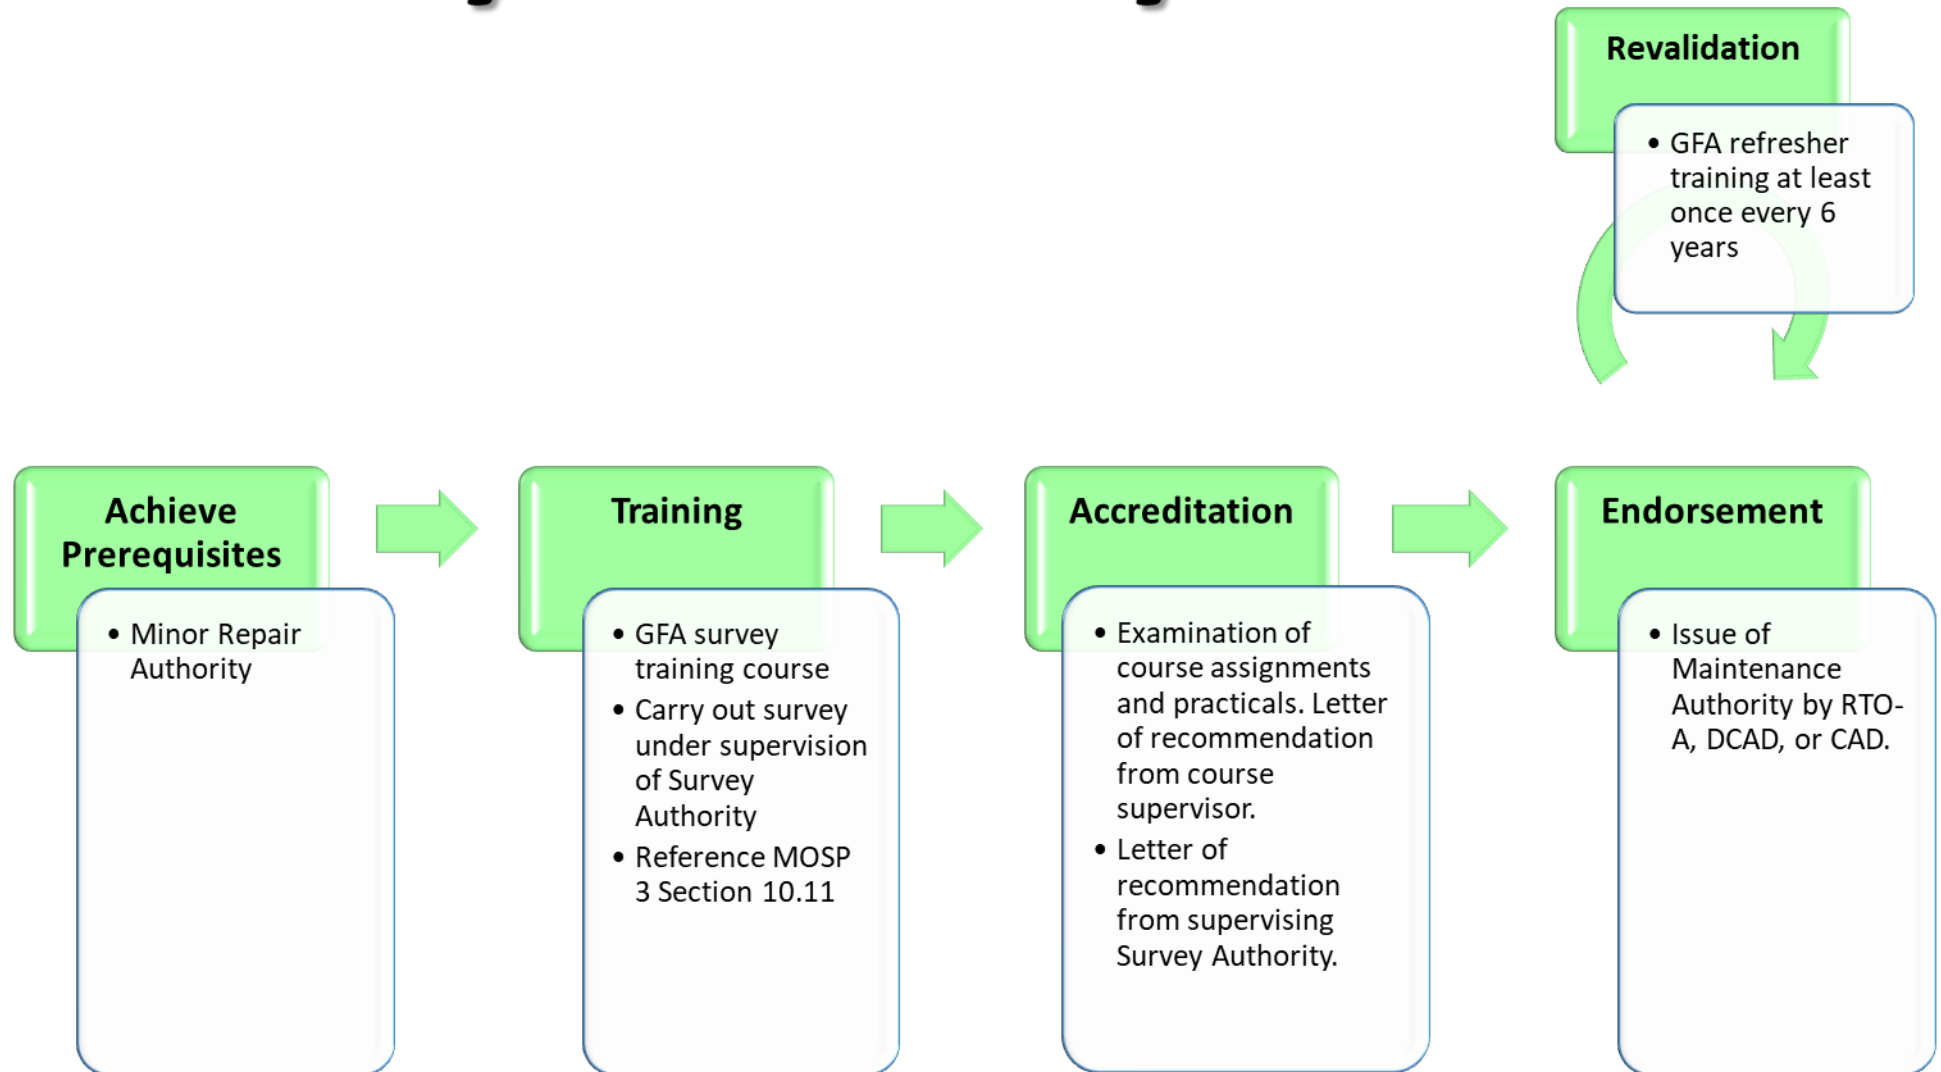 Revalidation
• GFA refresher
training at least
once every 6
years
Achieve
Prerequisites
• Minor Repair
Authority
Training
• GFA survey
training course
• Carry out survey
under supervision
of Survey
Authority
• Reference MOSP
3 Section 10.11
Accreditation
• Examination of
course assignments
and practicals. Letter
of recommendation
from course
supervisor.
• Letter of
recommendation
from supervising
Survey Authority.
Endorsement
• Issue of
Maintenance
Authority by RTO-
A, DCAD, or CAD.